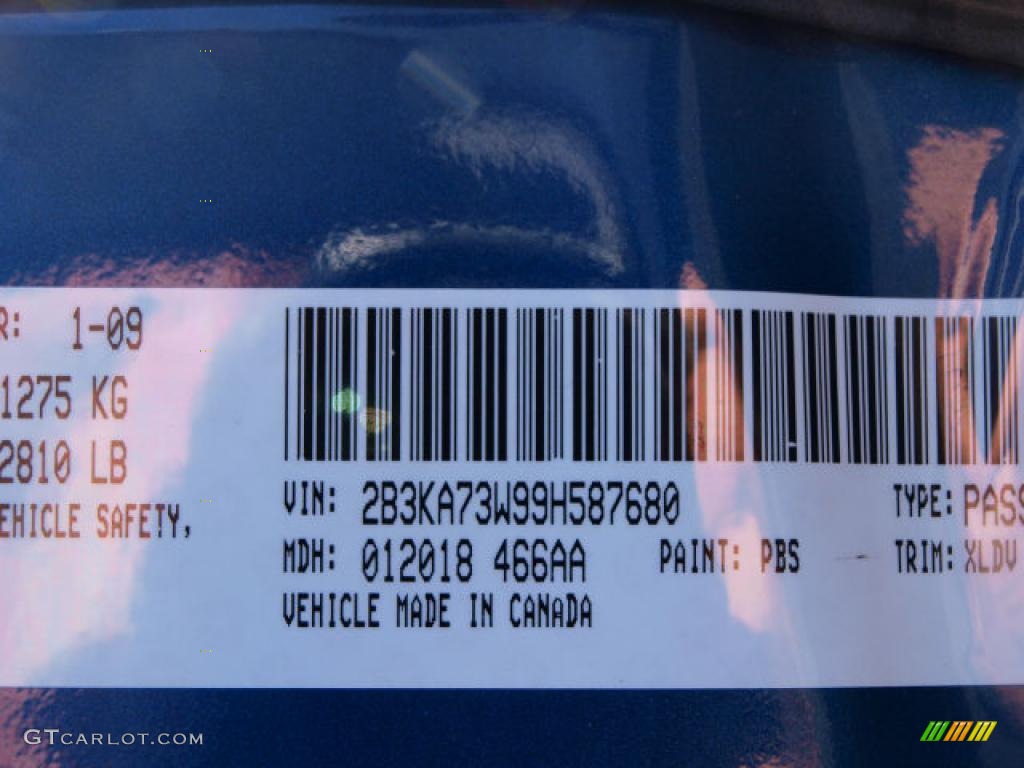 R: 1-09
1275 KG
2810 LB
EHICLE SAFETY,
VIN: 2B3KA73W99H587680
TYPE: PASS
MDH: 012018 466AA
PAINT: PBS
TRIM: XLDV
VEHICLE MADE IN CANADA
GTCARLOT.COM